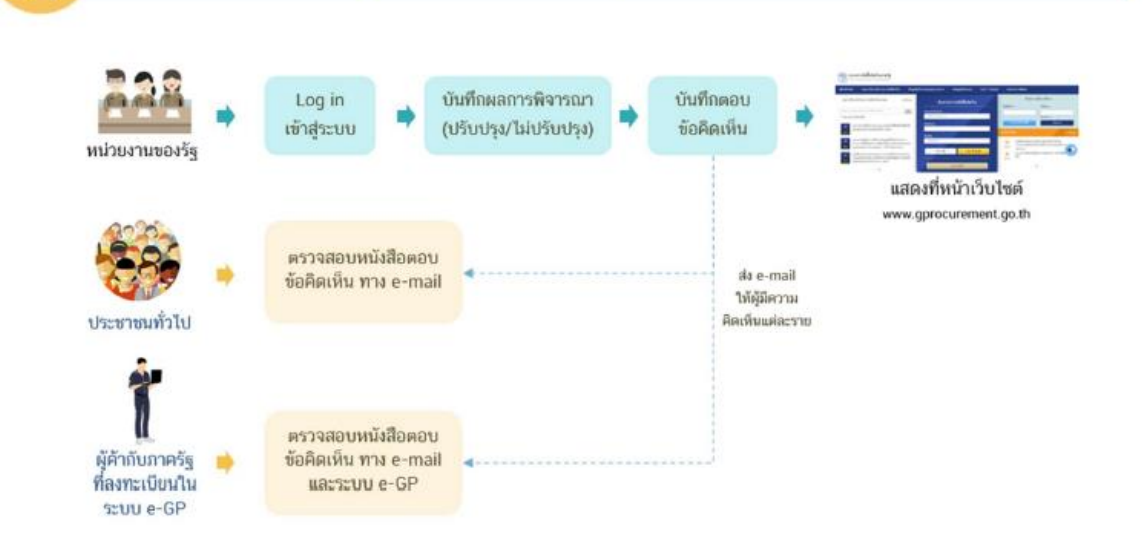 Log in
เข้าสู่ระบบ
บันทึกผลการพิจารณา
(ปรับปรุง/ไม่ปรับปรุง)
บันทึกตอบ
ข้อคิดเห็น
หน่วยงานของรัฐ
แสดงที่หน้าเว็บไซต์
www.gprocurement.go.th
ตรวจสอบหนังสือตอบ
ข้อคิดเห็น ทาง e-mail
ส่ง e-mail
ให้ผู้มีความ
คิดเห็นแต่ละราย
ประชาชนทั่วไป
ตรวจสอบหนังสือตอบ
ข้อคิดเห็น ทาง e-mail
และระบบ e-GP
ผู้ค้ากับภาครัฐ
ที่ลงทะเบียนใน
ระบบ e-GP